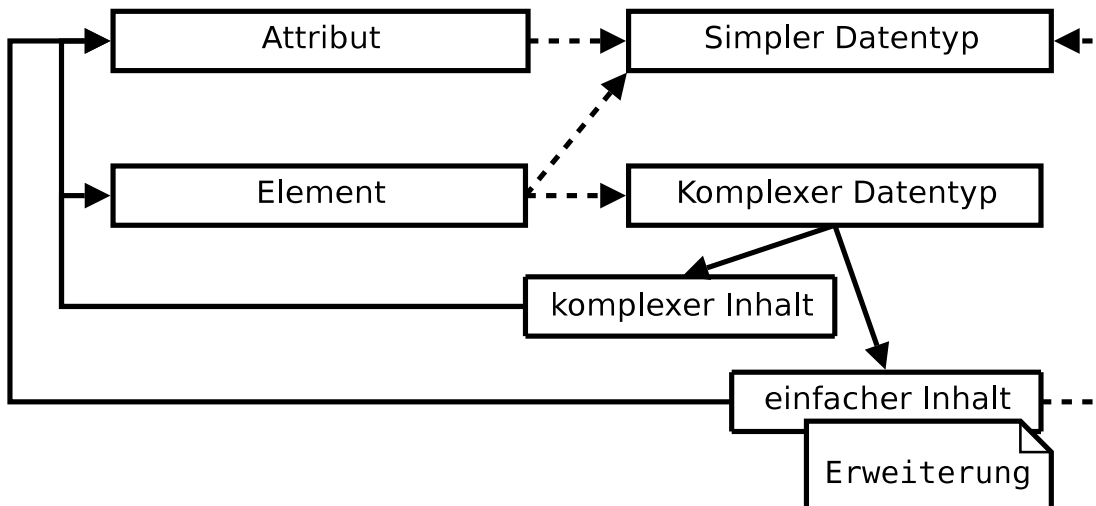 Attribut
Simpler Datentyp
Element
Komplexer Datentyp
komplexer Inhalt
einfacher Inhalt
Erweiterung